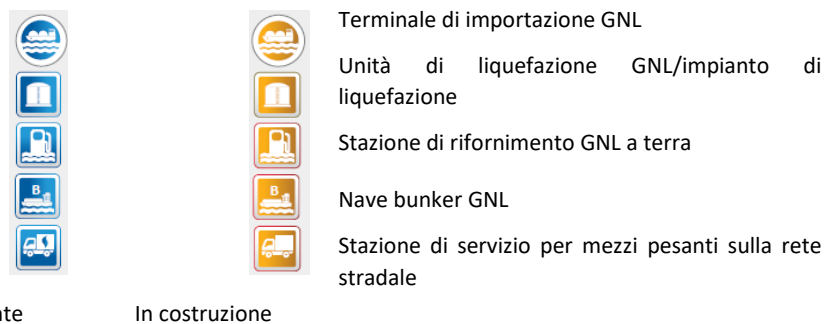 Terminale di importazione GNL
Unità di liquefazione GNL/impianto di
liquefazione
Stazione di rifornimento GNL a terra
B B Nave bunker GNL
Stazione di servizio per mezzi pesanti sulla rete
stradale
In costruzione